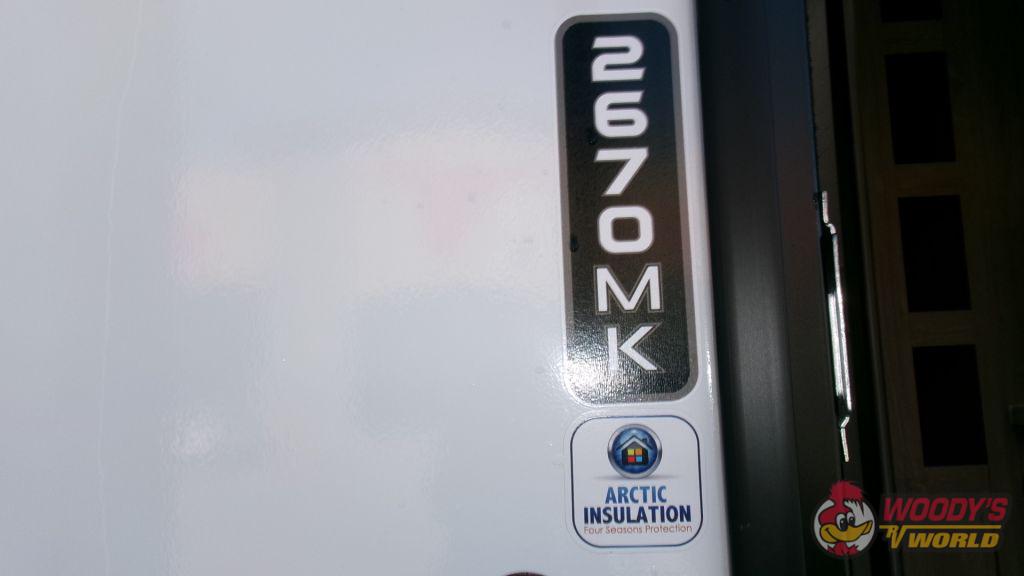 2670MK
ARCTIC
INSULATION
Four Seasons Protection
WOODY'S
RV WORLD